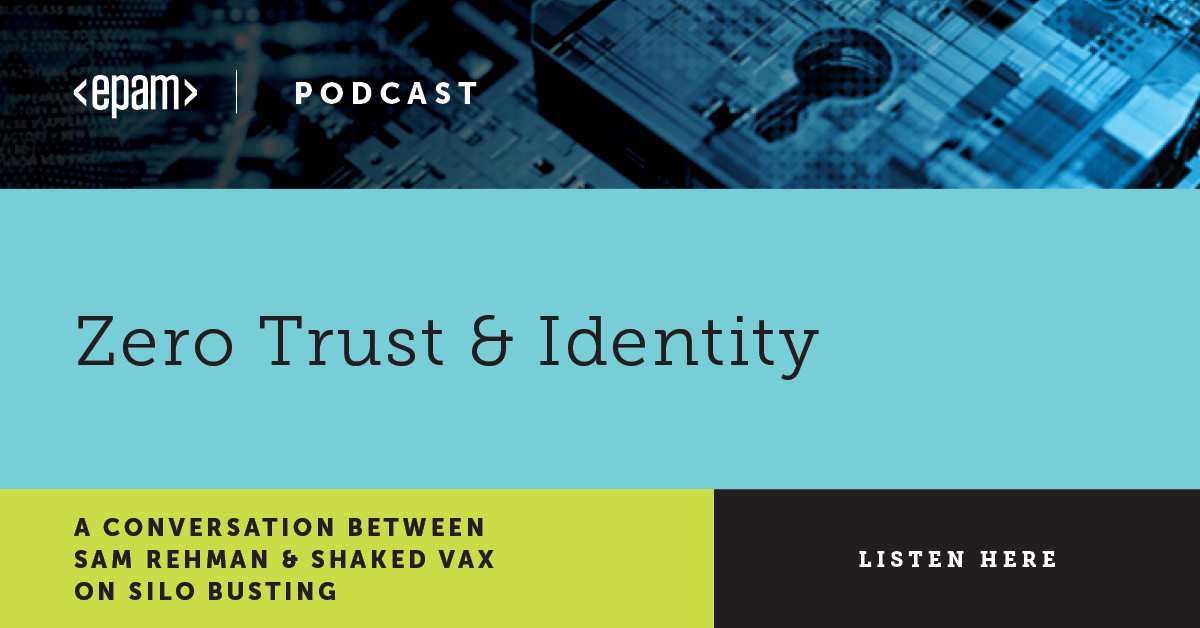 <epam>
PODCAST
Zero Trust & Identity
A CONVERSATION BETWEEN
SAM REHMAN & SHAKED VAX
ON SILO BUSTING
LISTEN HERE